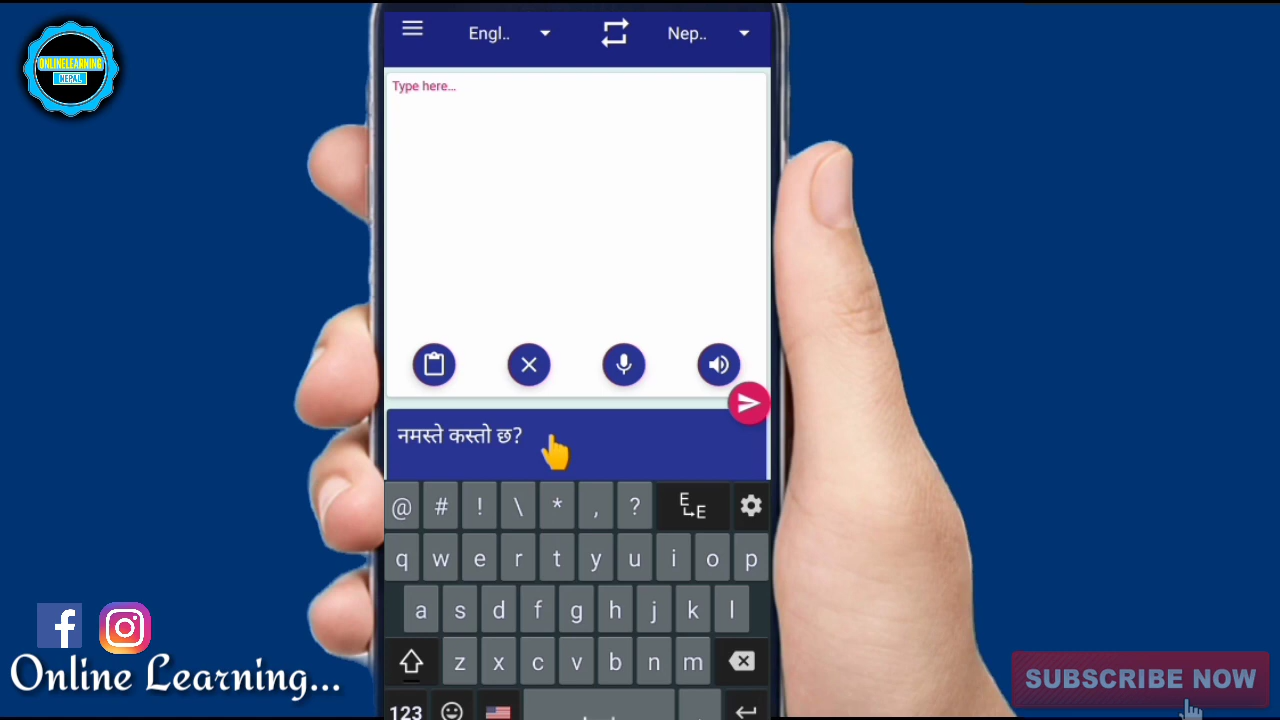 ONLINELEARNING
NEPAL
Engl..
Nep..
Type here...
नमस्ते कस्तो छ?
@ # ! \ * , ? E E
q w e r t y u i o p
a s d f g h j k l
z x c v b n m
123
Online Learning...
SUBSCRIBE NOW